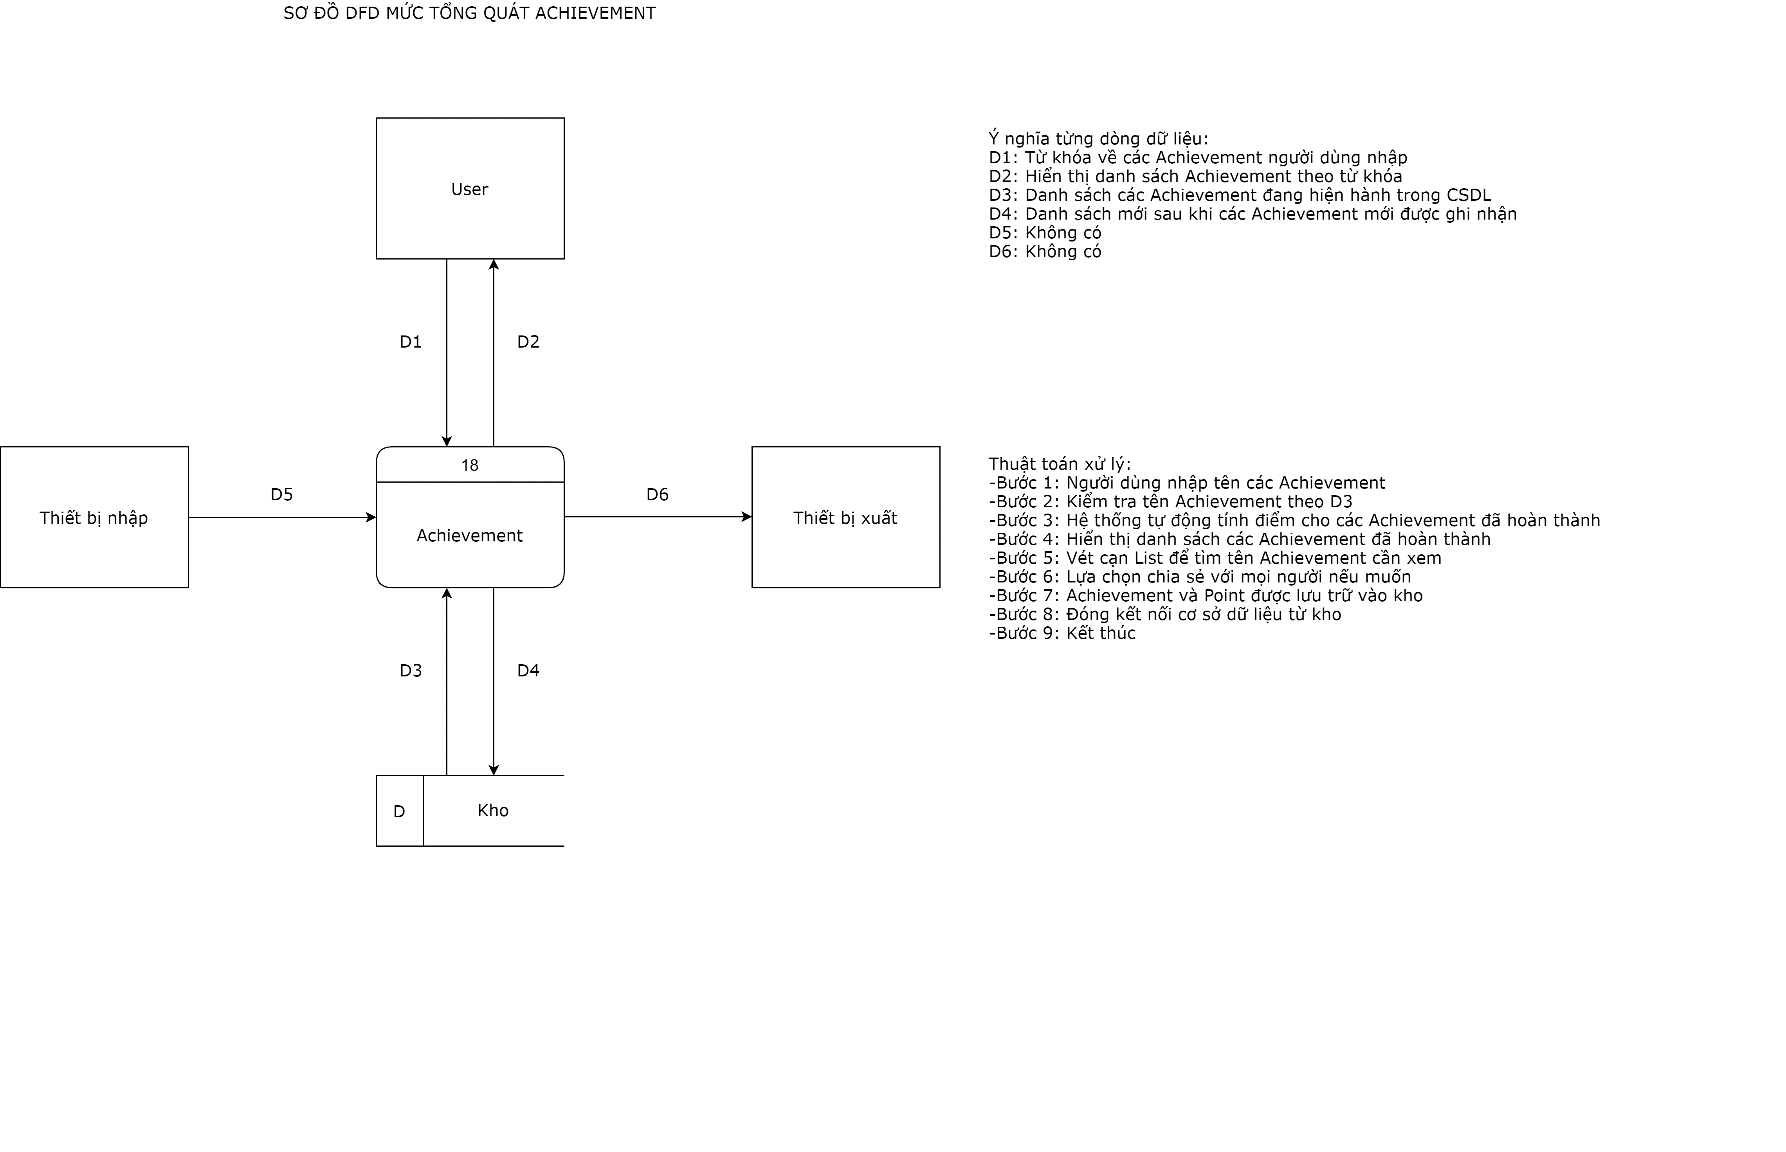 SƠ ĐỒ DFD MỨC TỔNG QUÁT ACHIEVEMENT
User
Ý nghĩa từng dòng dữ liệu:
D1: Từ khóa về các Achievement người dùng nhập
D2: Hiển thị danh sách Achievement theo từ khóa
D3: Danh sách các Achievement đang hiện hành trong CSDL
D4: Danh sách mới sau khi các Achievement mới được ghi nhận
D5: Không có
D6: Không có
D1
D2
Thiết bị nhập
D5
18
Achievement
D6
Thiết bị xuất
Thuật toán xử lý:
-Bước 1: Người dùng nhập tên các Achievement
-Bước 2: Kiểm tra tên Achievement theo D3
-Bước 3: Hệ thống tự động tính điểm cho các Achievement đã hoàn thành
-Bước 4: Hiển thị danh sách các Achievement đã hoàn thành
-Bước 5: Vét cạn List để tìm tên Achievement cần xem
-Bước 6: Lựa chọn chia sẻ với mọi người nếu muốn
-Bước 7: Achievement và Point được lưu trữ vào kho
-Bước 8: Đóng kết nối cơ sở dữ liệu từ kho
-Bước 9: Kết thúc
D3
D4
D
Kho